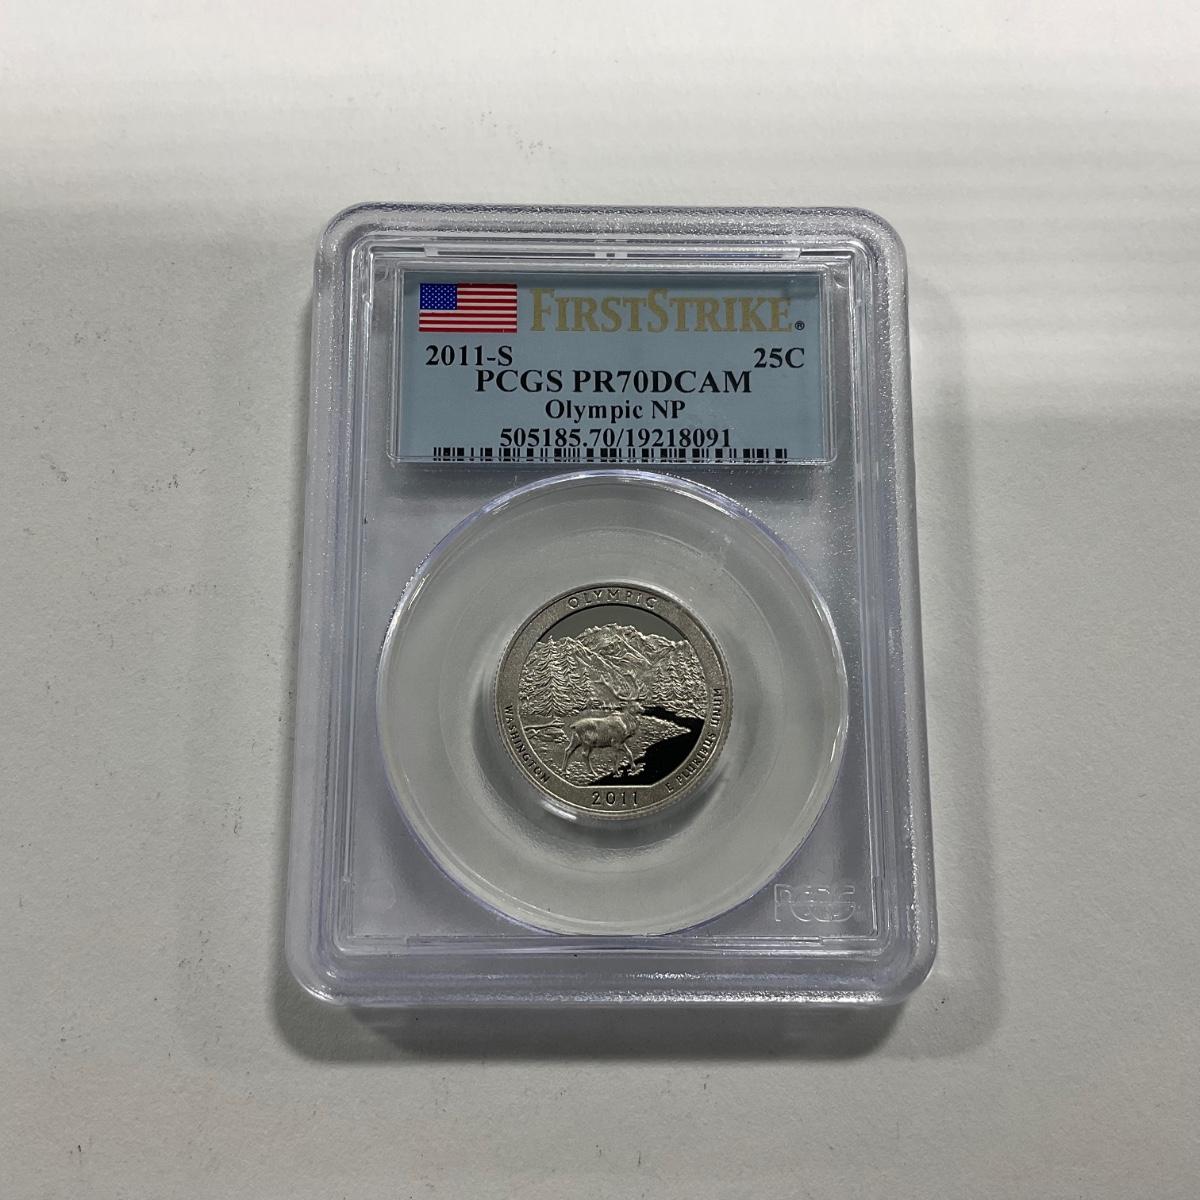 FIRSTSTRIKE®
2011-S 25C
PCGS PR70DCAM
Olympic NP
505185.70/19218091
OLYMPIC
WASHINGTON
2011
E PLURIBUS UNUM
PCGS